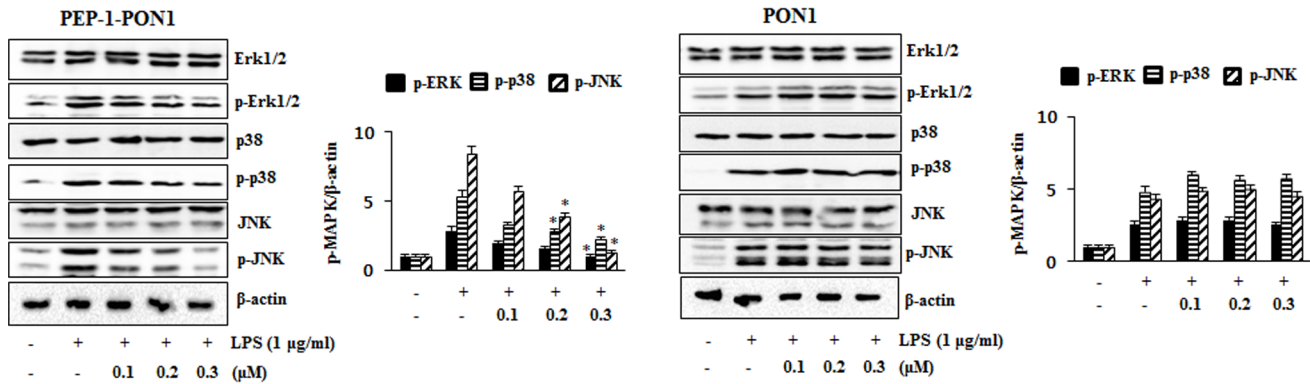 PEP-1-PON1
Erk1/2
p-Erk1/2
p38
p-p38
JNK
p-JNK
β-actin
- + + + + LPS (1 μg/ml)
- - 0.1 0.2 0.3 (μM)
p-ERK p-p38 p-JNK
p-MAPK/β-actin
10
5
0
* *
* * *
- + + + +
- - 0.1 0.2 0.3
PON1
Erk1/2
p-Erk1/2
p38
p-p38
JNK
p-JNK
β-actin
- + + + + LPS (1 μg/ml)
- - 0.1 0.2 0.3 (μM)
p-ERK p-p38 p-JNK
p-MAPK/β-actin
10
5
0
- + + + +
- - 0.1 0.2 0.3